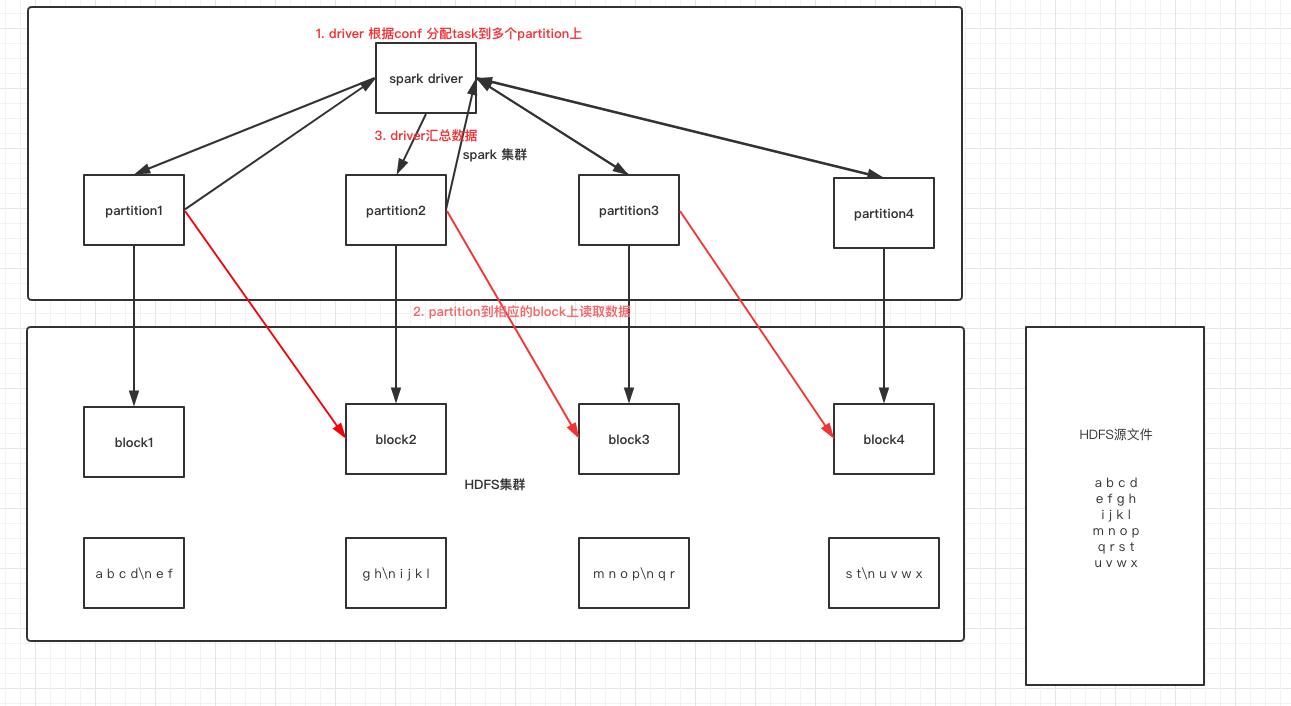 1. driver 根据conf 分配task到多个partition上
spark driver
3. driver汇总数据
spark 集群
partition1
partition2
partition3
partition4
2. partition到相应的block上读取数据
block1
block2
block3
block4
HDFS集群
a b c d\n e f
g h\n i j k l
m n o p\n q r
s t\n u v w x
HDFS源文件
a b c d
e f g h
i j k l
m n o p
q r s t
u v w x